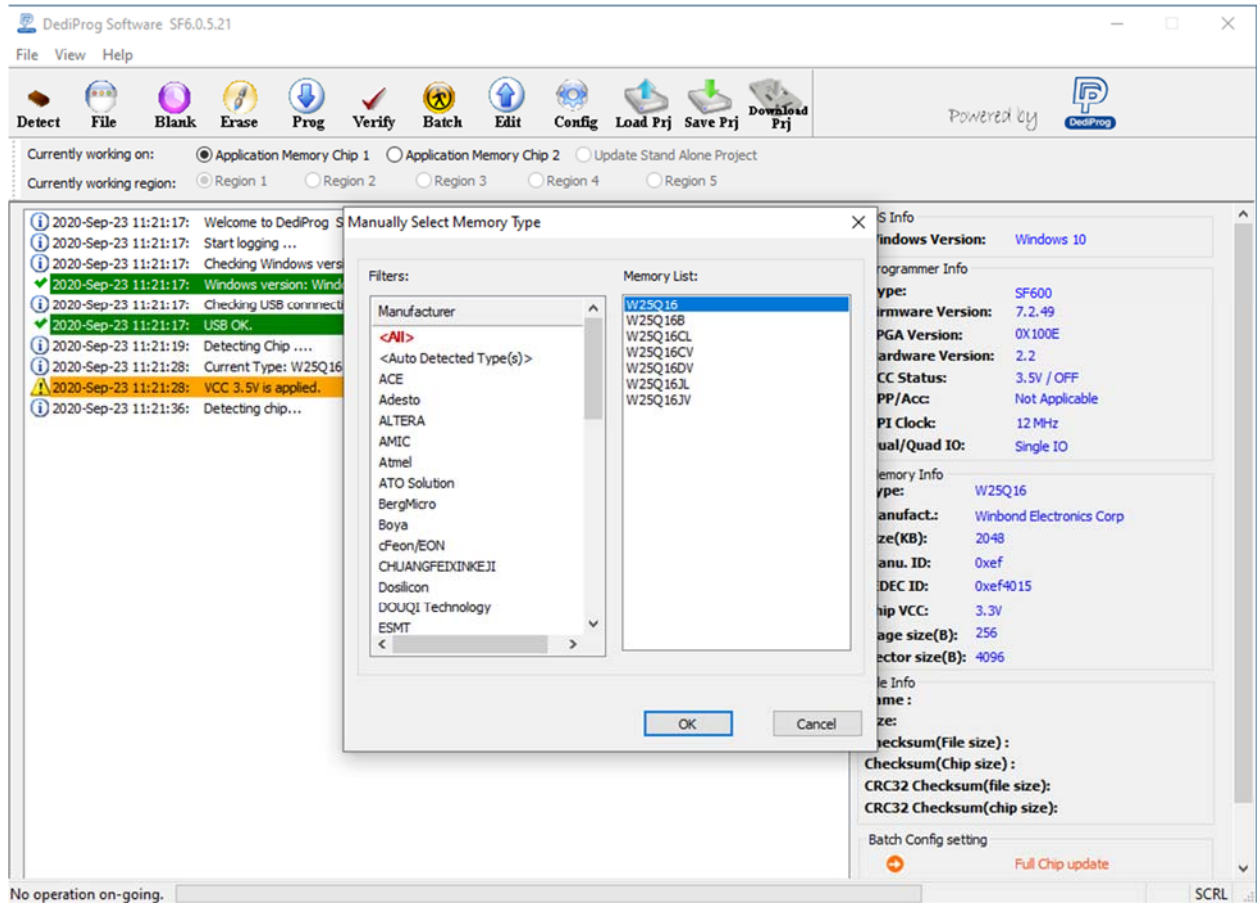 DediProg Software SF6.0.5.21
File View Help
Detect File Blank Erase Prog Verify Batch Edit Config Load Prj Save Prj Download Prj
Powered by DediProg
Currently working on: Application Memory Chip 1 Application Memory Chip 2 Update Stand Alone Project
Currently working region: Region 1 Region 2 Region 3 Region 4 Region 5
2020-Sep-23 11:21:17: Welcome to DediProg S
2020-Sep-23 11:21:17: Start logging ...
2020-Sep-23 11:21:17: Checking Windows vers
2020-Sep-23 11:21:17: Windows version: Wind
2020-Sep-23 11:21:17: Checking USB connnecti
2020-Sep-23 11:21:17: USB OK.
2020-Sep-23 11:21:19: Detecting Chip ....
2020-Sep-23 11:21:28: Current Type: W25Q16
2020-Sep-23 11:21:28: VCC 3.5V is applied.
2020-Sep-23 11:21:36: Detecting chip...
Manually Select Memory Type
Filters:
Manufacturer
<All>
<Auto Detected Type(s)>
ACE
Adesto
ALTERA
AMIC
Atmel
ATO Solution
BergMicro
Boya
cFeon/EON
CHUANGFEIXINKEJI
Dosilicon
DOUQI Technology
ESMT
Memory List:
W25Q16
W25Q16B
W25Q16CL
W25Q16CV
W25Q16DV
W25Q16JL
W25Q16JV
OK Cancel
S Info
indows Version: Windows 10
rogrammer Info
ype: SF600
irmware Version: 7.2.49
PGA Version: 0X100E
ardware Version: 2.2
CC Status: 3.5V / OFF
PP/Acc: Not Applicable
PI Clock: 12 MHz
ual/Quad IO: Single IO
emory Info
ype: W25Q16
anufact.: Winbond Electronics Corp
ze(KB): 2048
anu. ID: 0xef
EDEC ID: 0xef4015
hip VCC: 3.3V
age size(B): 256
ector size(B): 4096
le Info
ame :
ze:
hecksum(File size) :
Checksum(Chip size) :
CRC32 Checksum(file size):
CRC32 Checksum(chip size):
Batch Config setting
Full Chip update
No operation on-going.
SCRL